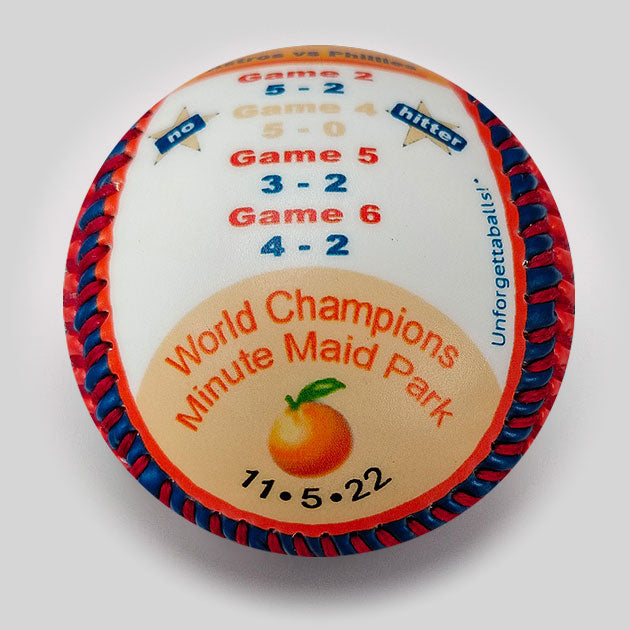 Astros vs Phillies
Game 2
5 - 2
Game 4
5 - 0
no
hitter
Game 5
3 - 2
Game 6
4 - 2
Unforgettaballs!
World Champions
Minute Maid Park
11•5•22